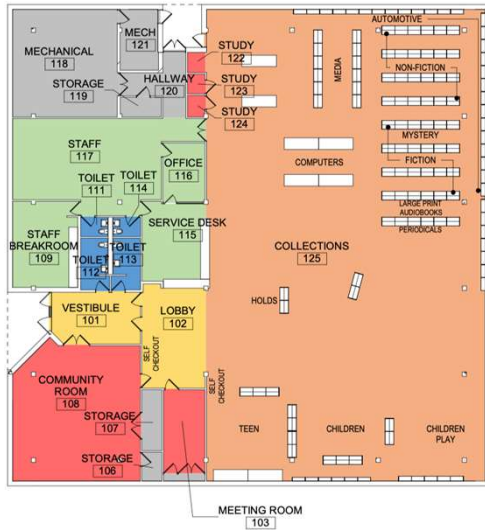 AUTOMOTIVE
MECH
121
MECHANICAL
118
STORAGE
119
HALLWAY
120
STUDY
122
STUDY
123
STUDY
124
MEDIA
NON-FICTION
MYSTERY
FICTION
LARGE PRINT
AUDIOBOOKS
PERIODICALS
COMPUTERS
STAFF
117
OFFICE
116
TOILET
111
TOILET
114
STAFF
BREAKROOM
109
SERVICE DESK
115
TOILET
112
TOILET
113
COLLECTIONS
125
HOLDS
VESTIBULE
101
LOBBY
102
SELF
CHECKOUT
SELF
CHECKOUT
COMMUNITY
ROOM
108
STORAGE
107
STORAGE
106
TEEN
CHILDREN
CHILDREN
PLAY
MEETING ROOM
103